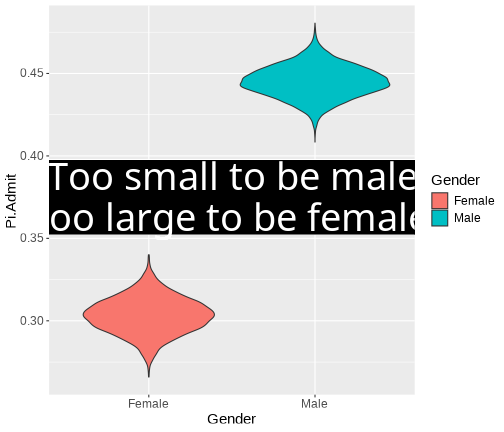 0.45
0.40
Too small to be male
oo large to be female
0.35
0.30
Pi.Admit
Female Male
Gender
Gender
Female
Male